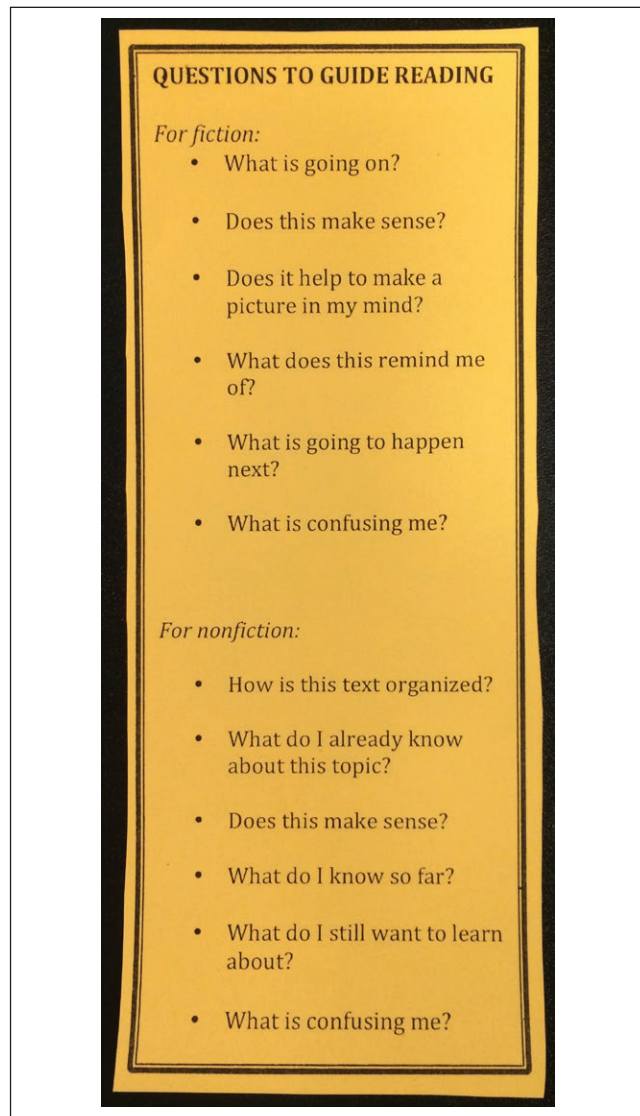 QUESTIONS TO GUIDE READING
For fiction:
• What is going on?
• Does this make sense?
• Does it help to make a
picture in my mind?
• What does this remind me
of?
• What is going to happen
next?
• What is confusing me?
For nonfiction:
• How is this text organized?
• What do I already know
about this topic?
• Does this make sense?
• What do I know so far?
• What do I still want to learn
about?
• What is confusing me?